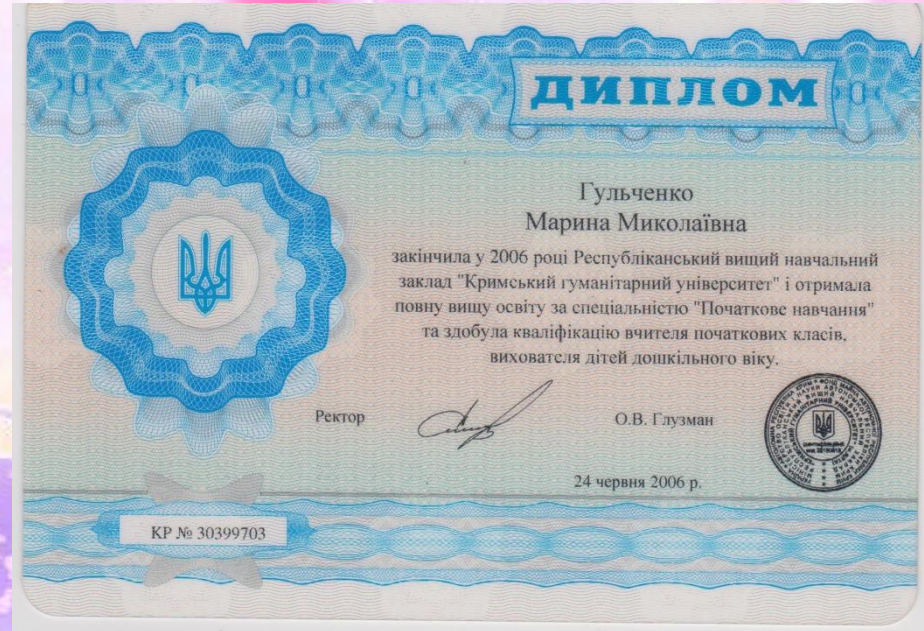 ДИПЛОМ
Гульченко
Марина Миколаївна
закінчила у 2006 році Республіканський вищий навчальний
заклад "Кримський гуманітарний університет" і отримала
повну вищу освіту за спеціальністю "Початкове навчання"
та здобула кваліфікацію вчителя початкових класів,
вихователя дітей дошкільного віку.
Ректор
О.В. Глузман
24 червня 2006 р.
КР № 30399703